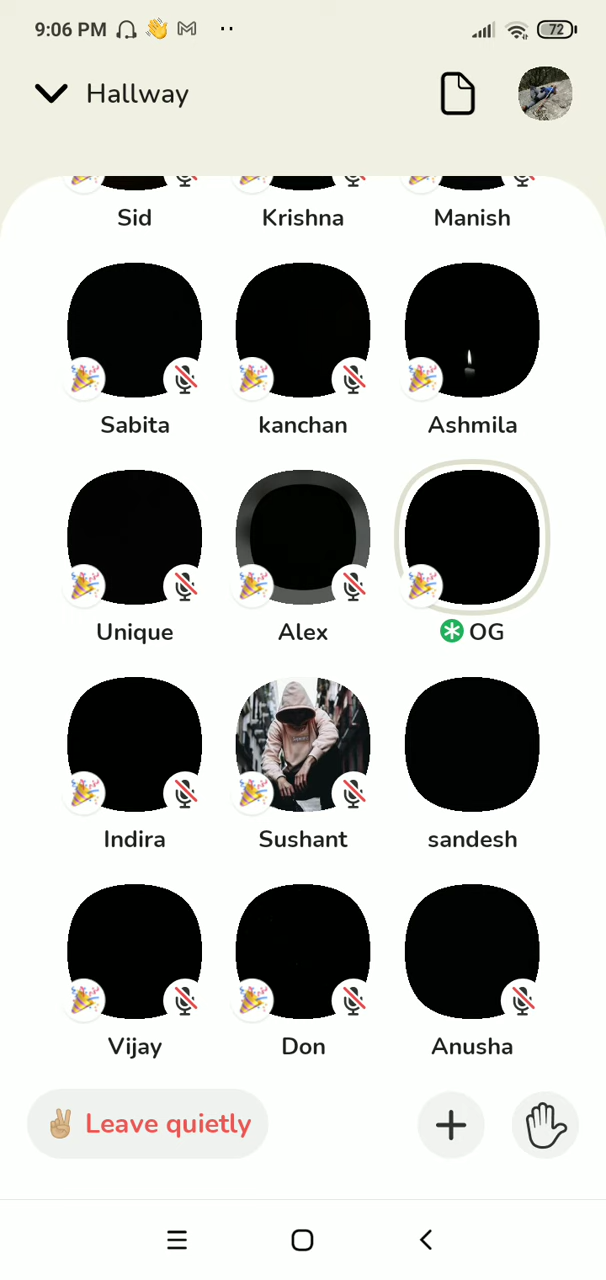 9:06 PM 72
Hallway
Sid Krishna Manish
Sabita kanchan Ashmila
Unique Alex OG
Indira Sushant sandesh
Vijay Don Anusha
Leave quietly